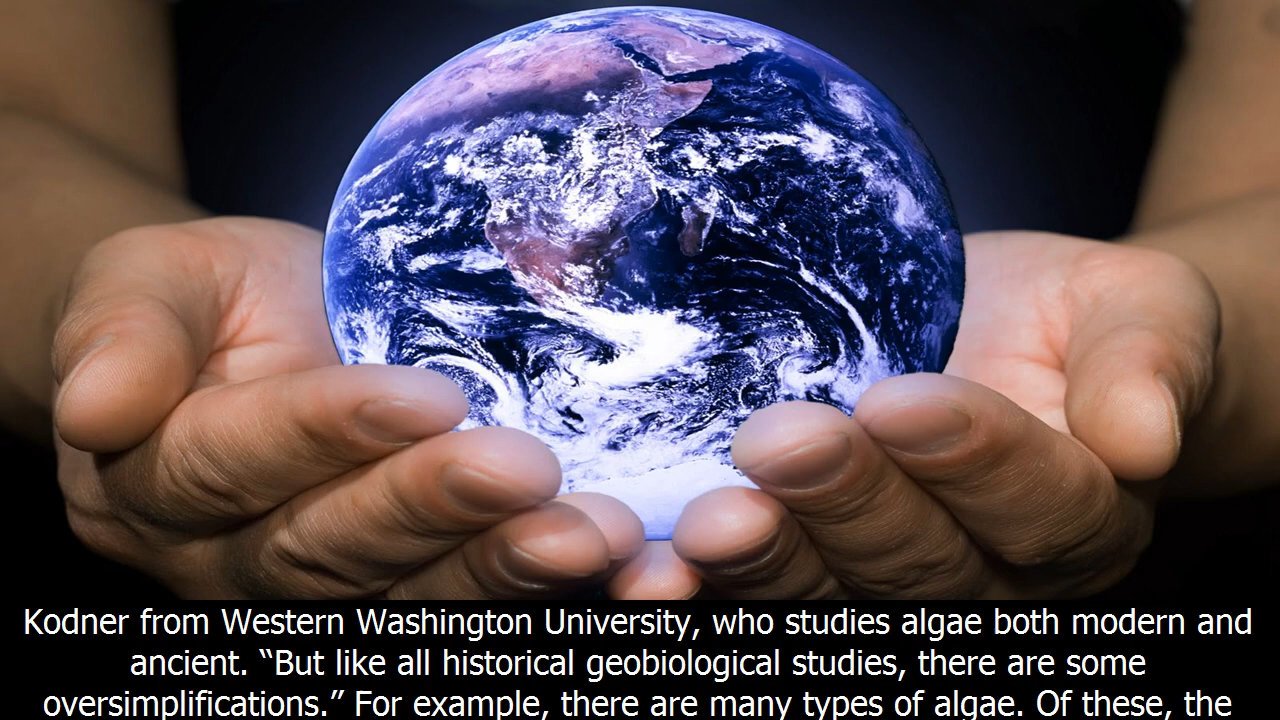 Kodner from Western Washington University, who studies algae both modern and
ancient. “But like all historical geobiological studies, there are some
oversimplifications.” For example, there are many types of algae. Of these, the